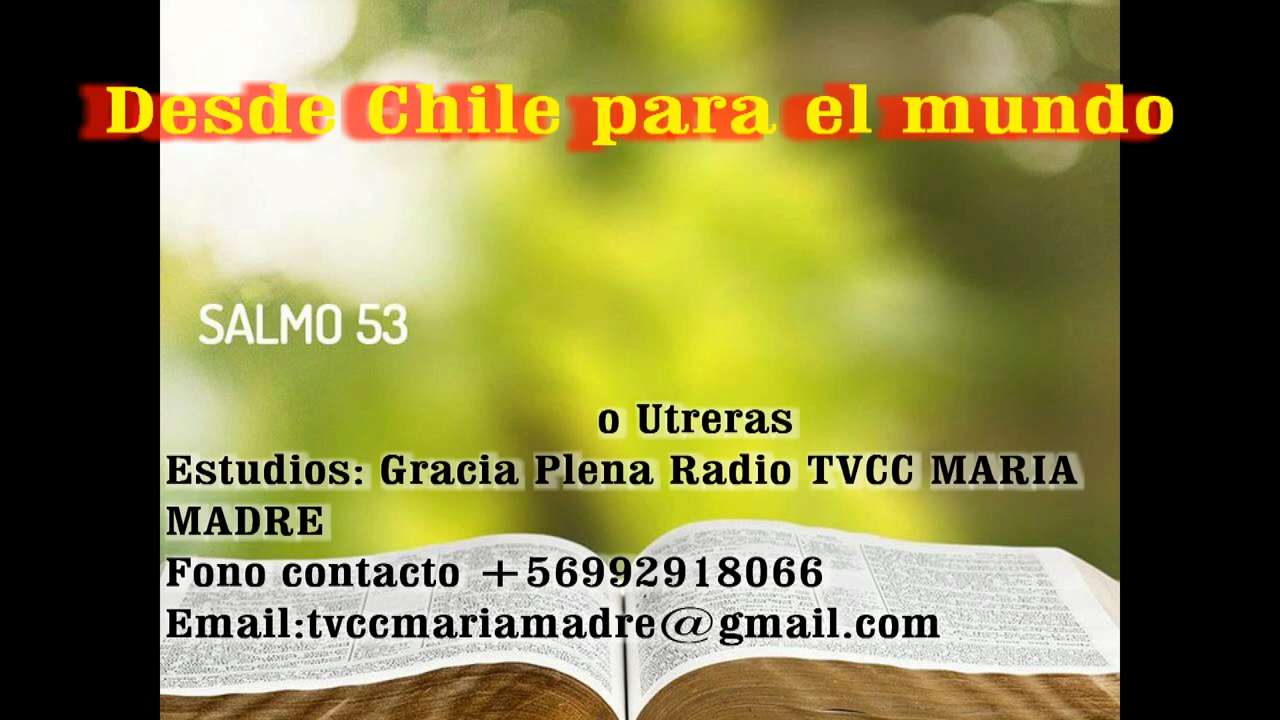 Desde Chile para el mundo
SALMO 53
o Utreras
Estudios: Gracia Plena Radio TVCC MARIA
MADRE
Fono contacto +56992918066
Email:tvccmariamadre@gmail.com